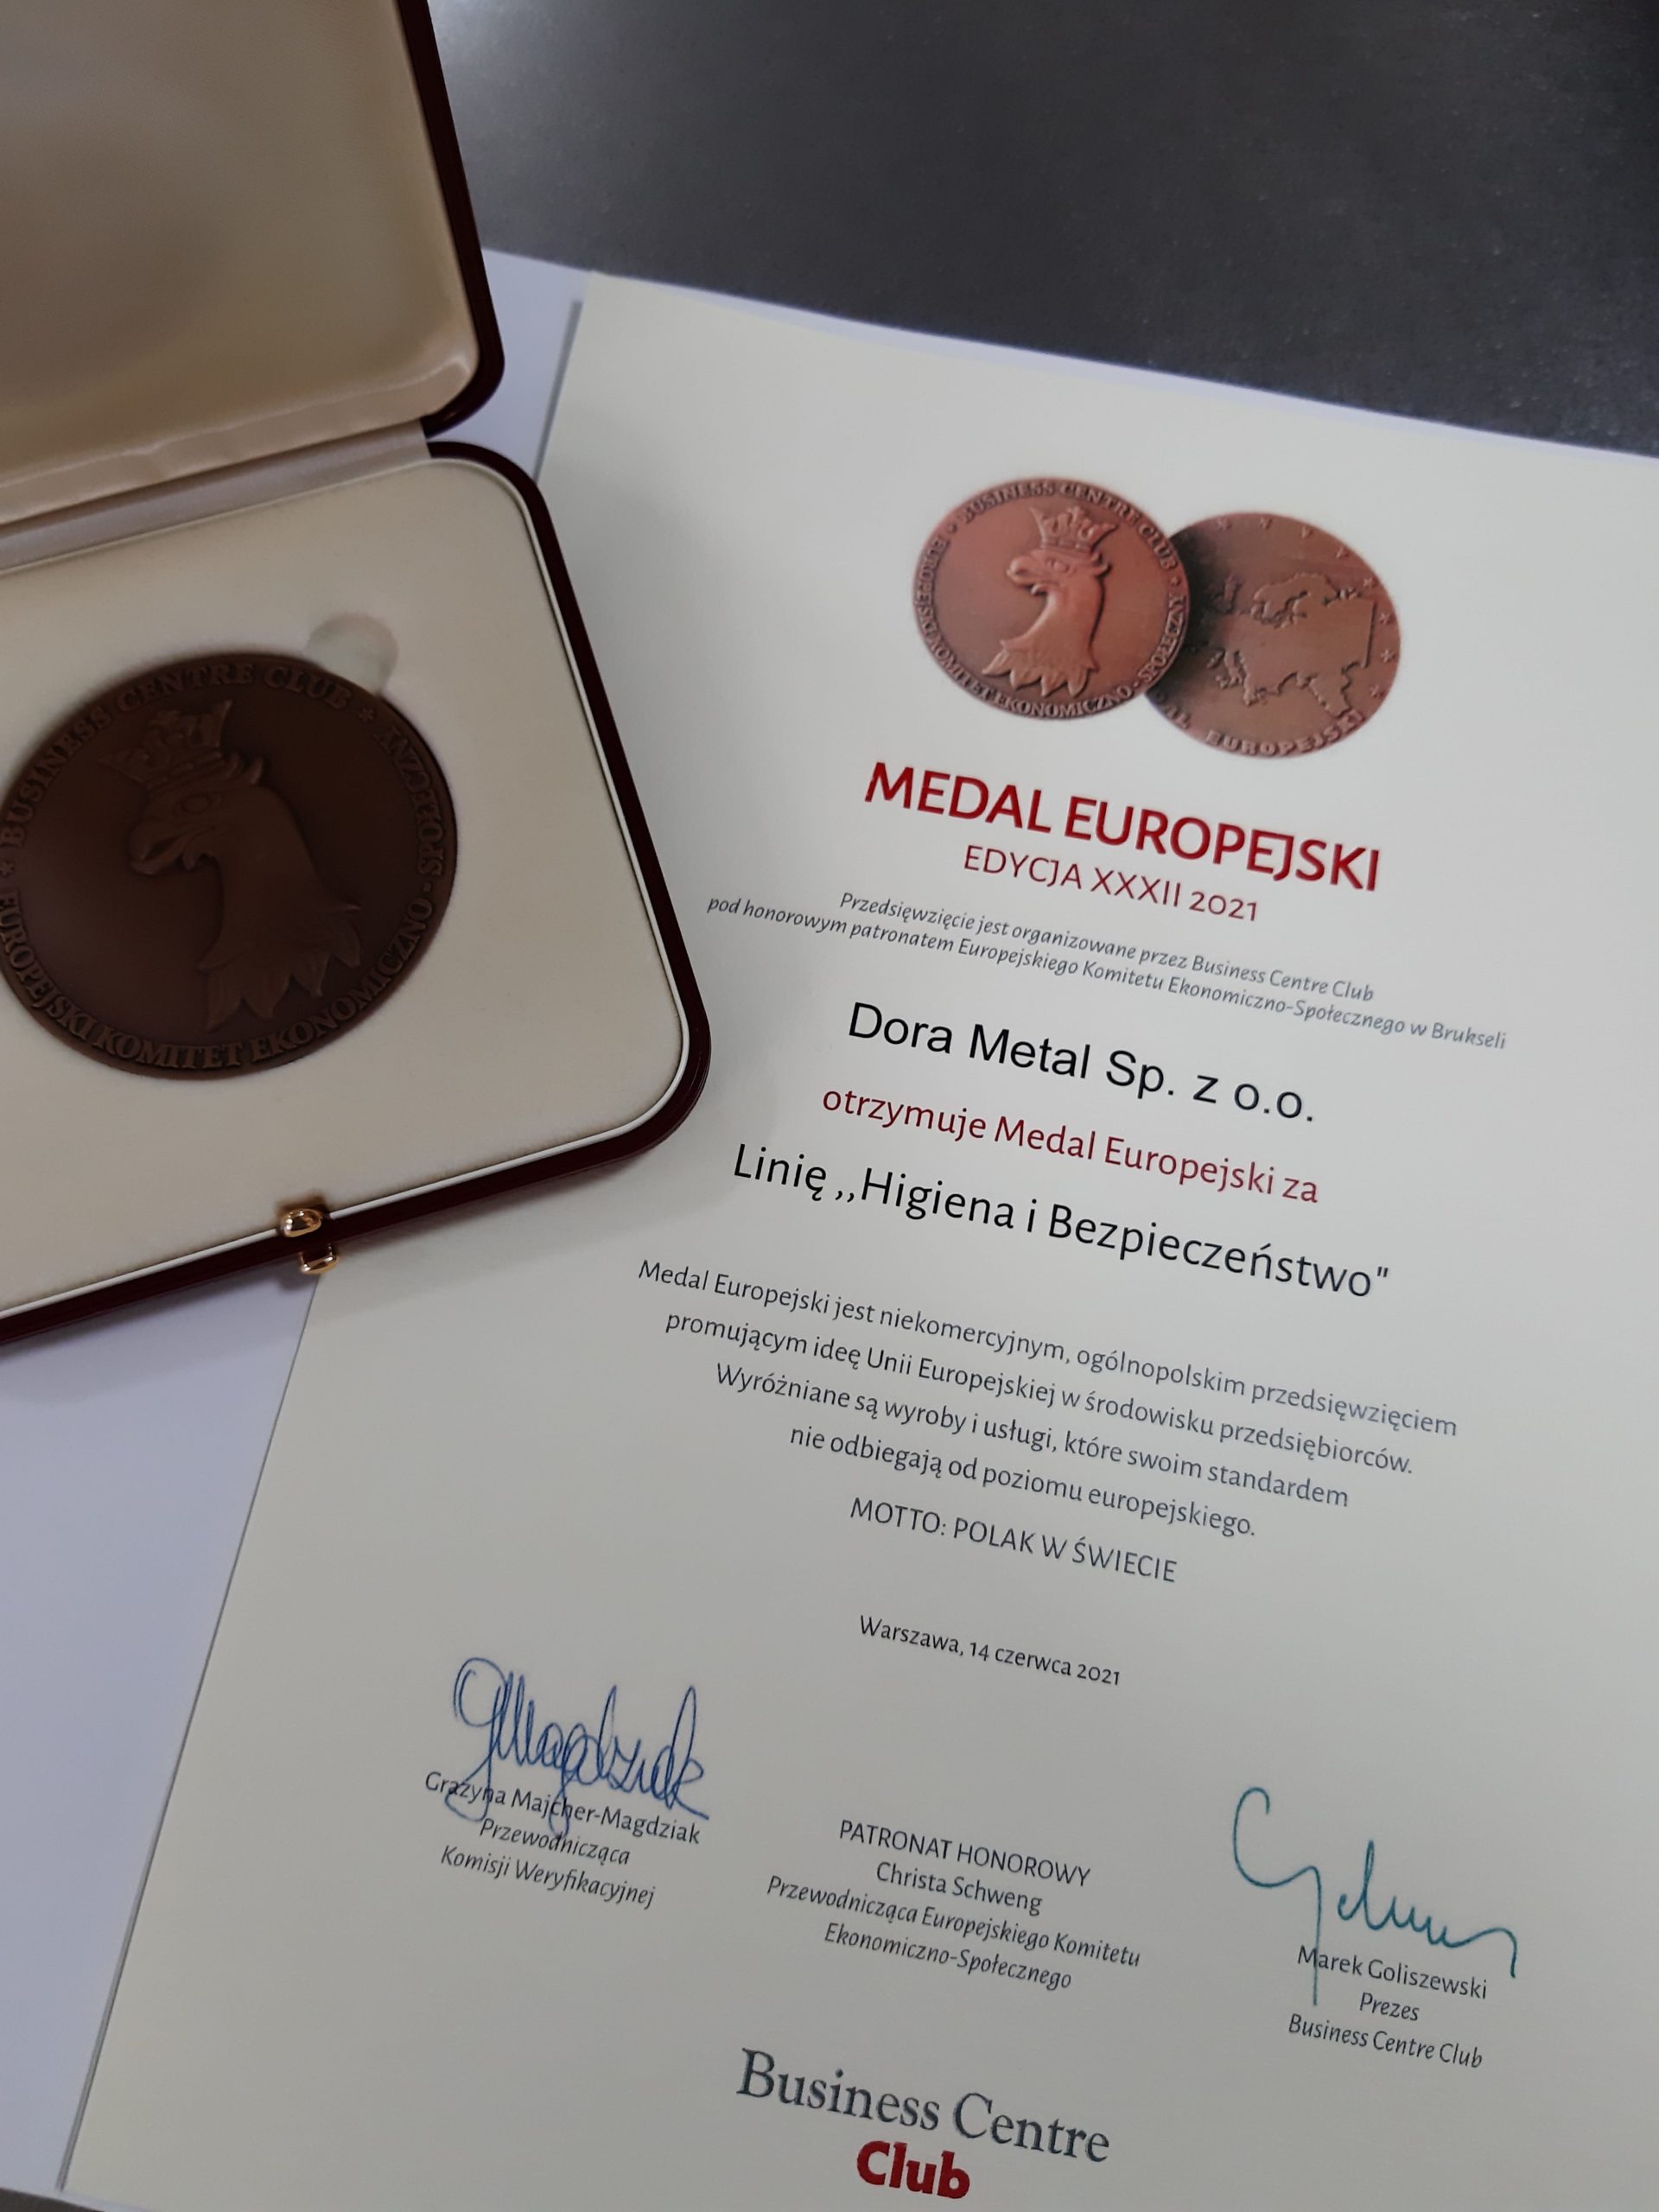 * BUSINESS CENTRE CLUB *
EUROPEJSKI KOMITET EKONOMICZNO-SPOŁECZNY
* BUSINESS CENTRE CLUB *
EUROPEJSKI KOMITET EKONOMICZNO-SPOŁECZNY
EUROPEJSKI
MEDAL EUROPEJSKI
EDYCJA XXXII 2021
Przedsięwzięcie jest organizowane przez Business Centre Club
pod honorowym patronatem Europejskiego Komitetu Ekonomiczno-Społecznego w Brukseli
Dora Metal Sp. z o.o.
otrzymuje Medal Europejski za
Linię ,,Higiena i Bezpieczeństwo"
Medal Europejski jest niekomercyjnym, ogólnopolskim przedsięwzięciem
promującym ideę Unii Europejskiej w środowisku przedsiębiorców.
Wyróżniane są wyroby i usługi, które swoim standardem
nie odbiegają od poziomu europejskiego.
MOTTO: POLAK W ŚWIECIE
Warszawa, 14 czerwca 2021
Grażyna Majcher-Magdziak
Przewodnicząca
Komisji Weryfikacyjnej
PATRONAT HONOROWY
Christa Schweng
Przewodnicząca Europejskiego Komitetu
Ekonomiczno-Społecznego
Marek Goliszewski
Prezes
Business Centre Club
Business Centre
Club